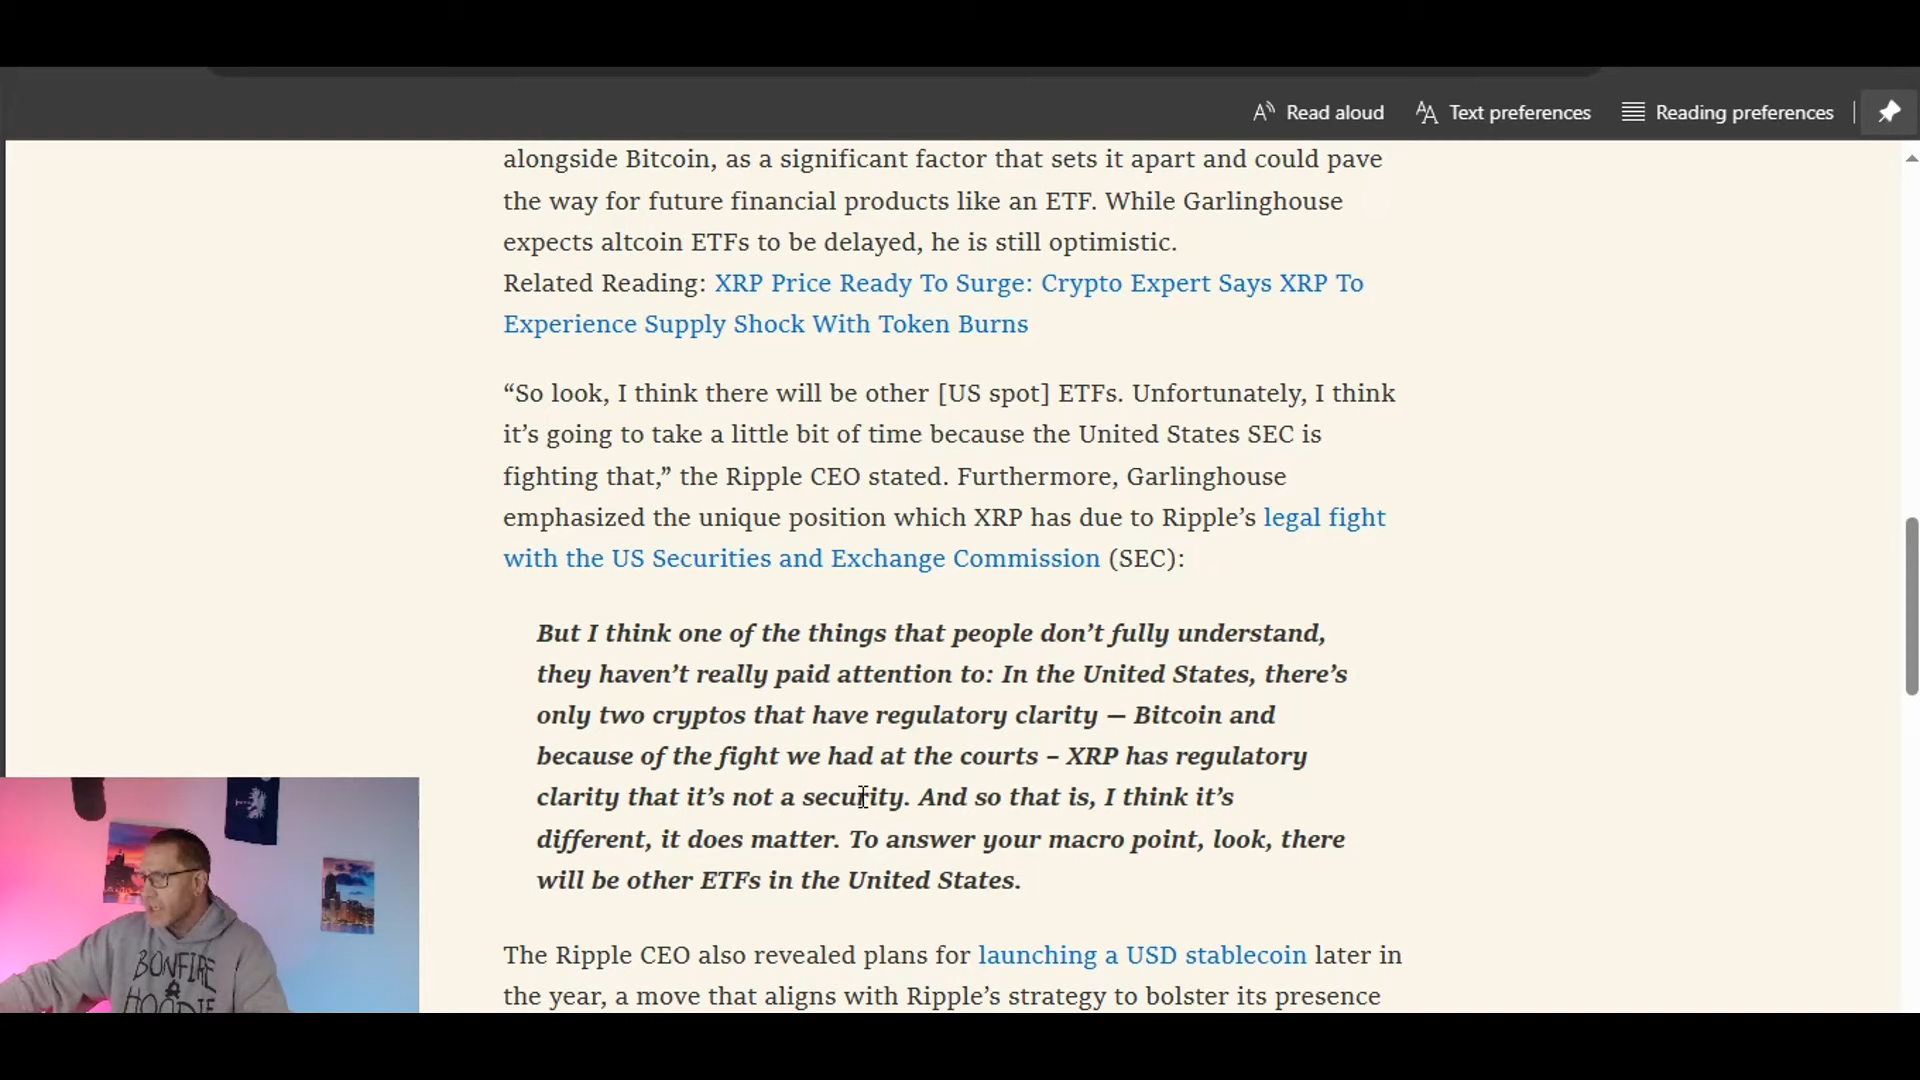 Read aloud
Text preferences
Reading preferences
alongside Bitcoin, as a significant factor that sets it apart and could pave
the way for future financial products like an ETF. While Garlinghouse
expects altcoin ETFs to be delayed, he is still optimistic.
Related Reading: XRP Price Ready To Surge: Crypto Expert Says XRP To
Experience Supply Shock With Token Burns
“So look, I think there will be other [US spot] ETFs. Unfortunately, I think
it’s going to take a little bit of time because the United States SEC is
fighting that,” the Ripple CEO stated. Furthermore, Garlinghouse
emphasized the unique position which XRP has due to Ripple’s legal fight
with the US Securities and Exchange Commission (SEC):
But I think one of the things that people don’t fully understand,
they haven’t really paid attention to: In the United States, there’s
only two cryptos that have regulatory clarity — Bitcoin and
because of the fight we had at the courts – XRP has regulatory
clarity that it’s not a security. And so that is, I think it’s
different, it does matter. To answer your macro point, look, there
will be other ETFs in the United States.
The Ripple CEO also revealed plans for launching a USD stablecoin later in
the year, a move that aligns with Ripple’s strategy to bolster its presence
BONFIRE
HOODIE